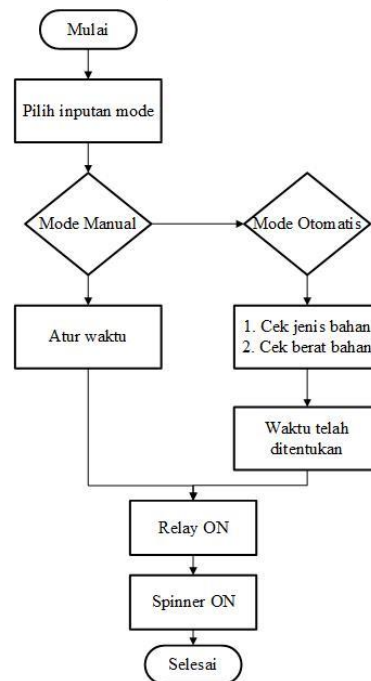 Mulai
Pilih inputan mode
Mode Manual
Mode Otomatis
Atur waktu
1. Cek jenis bahan
2. Cek berat bahan
Waktu telah
ditentukan
Relay ON
Spinner ON
Selesai